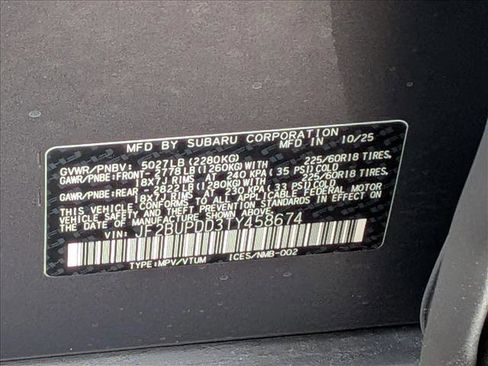 MFD BY SUBARU CORPORATION
MFD IN 10/25
GVWR/PNBV: 5027LB(2280KG)
GAWR/PNBE:FRONT- 2778LB(1260KG)WITH 225/60R18 TIRES,
18X7J RIMS AT 240 KPA( 35 PSI)COLD.
GAWR/PNBE:REAR - 2822LB(1280KG)WITH 225/60R18 TIRES,
18X7J RIMS AT 230 KPA( 33 PSI)COLD.
THIS VEHICLE CONFORMS TO ALL APPLICABLE FEDERAL MOTOR
VEHICLE SAFETY AND THEFT PREVENTION STANDARDS
IN EFFECT ON THE DATE OF MANUFACTURE SHOWN ABOVE.
VIN: JF2BUPDD3TY458674
TYPE:MPV/VTUM ICES/NMB-002